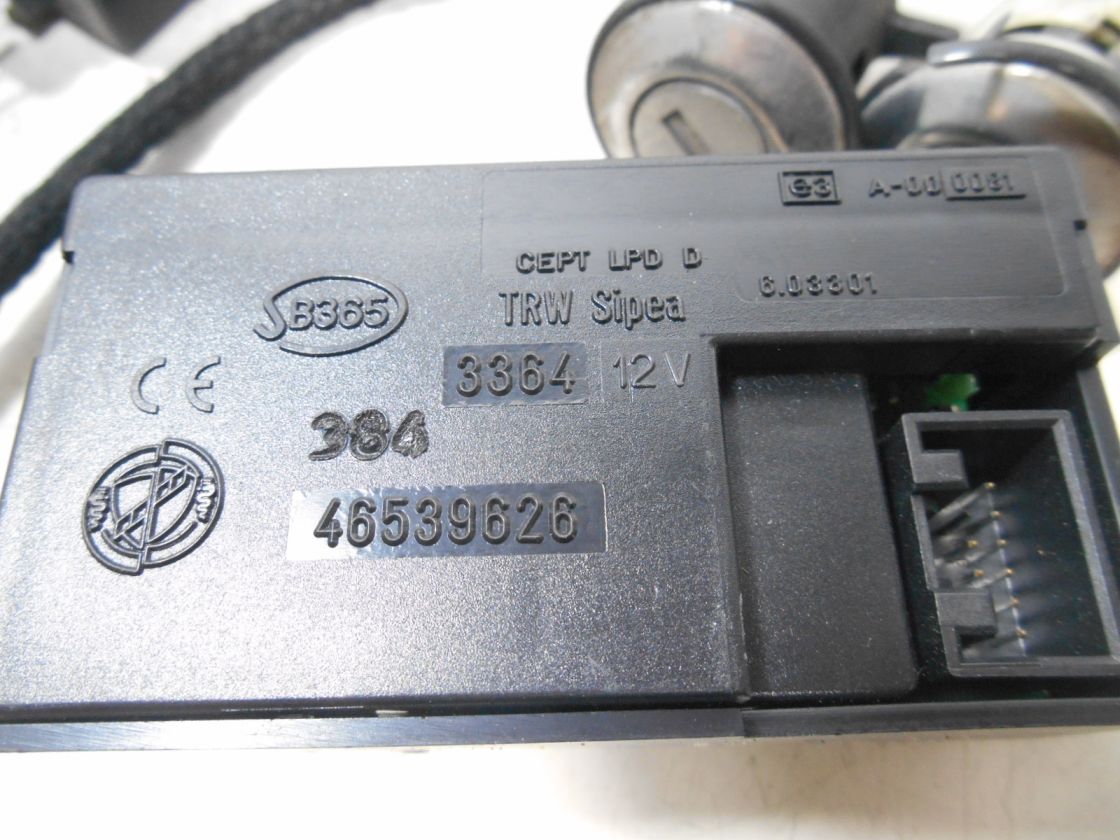 e3 A-00 0081
CEPT LPD D
6.03301
SB365
TRW Sipea
3364 12V
CE
384
46539626